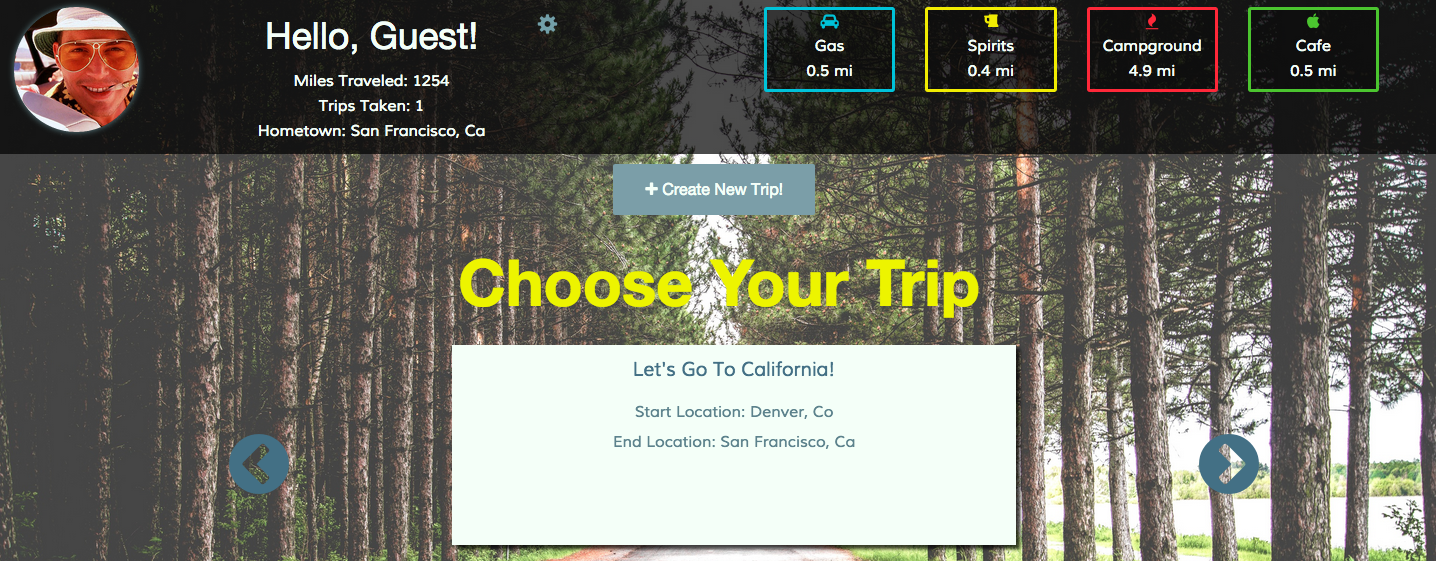 Hello, Guest!
Miles Traveled: 1254
Trips Taken: 1
Hometown: San Francisco, Ca
Gas
0.5 mi
Spirits
0.4 mi
Campground
4.9 mi
Cafe
0.5 mi
Create New Trip!
Choose Your Trip
Let's Go To California!
Start Location: Denver, Co
End Location: San Francisco, Ca